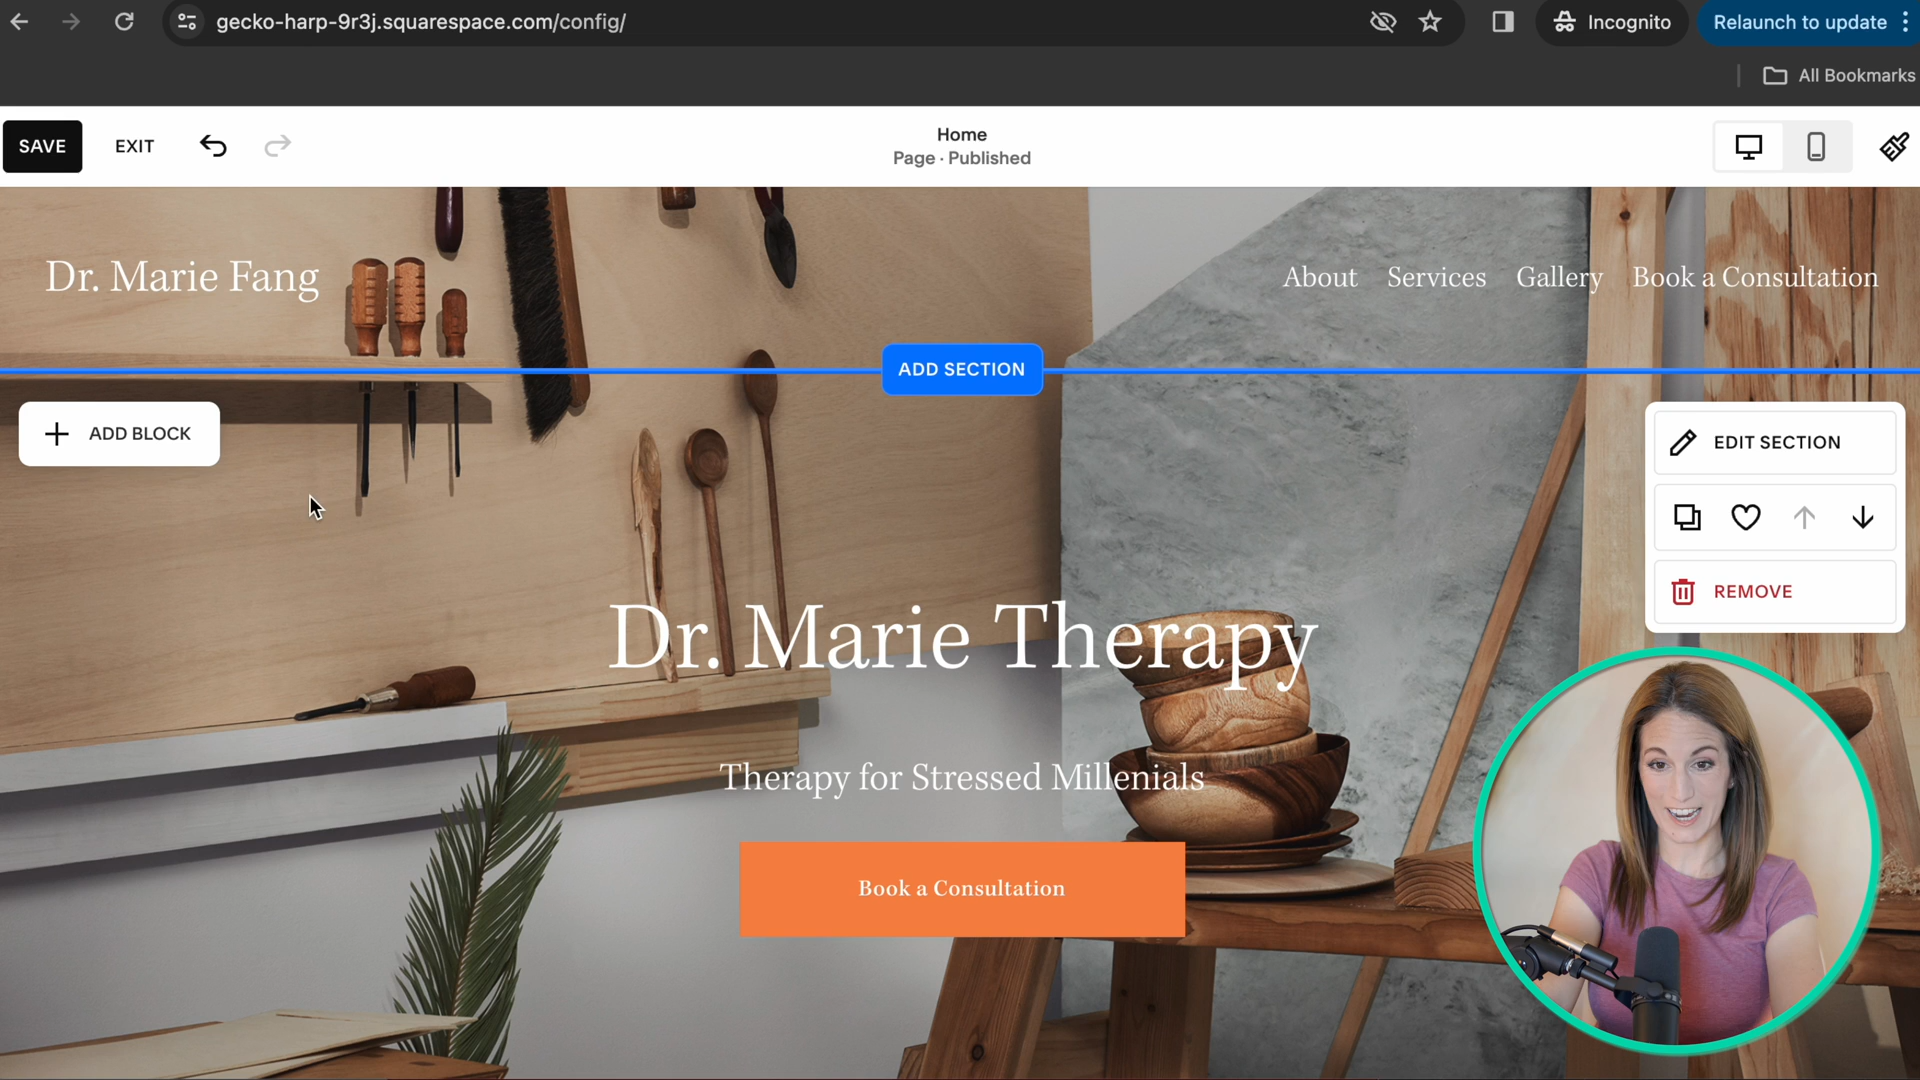 gecko-harp-9r3j.squarespace.com/config/
Incognito
Relaunch to update
All Bookmarks
SAVE
EXIT
Home
Page · Published
Dr. Marie Fang
About
Services
Gallery
Book a Consultation
ADD SECTION
ADD BLOCK
EDIT SECTION
REMOVE
Dr. Marie Therapy
Therapy for Stressed Millenials
Book a Consultation